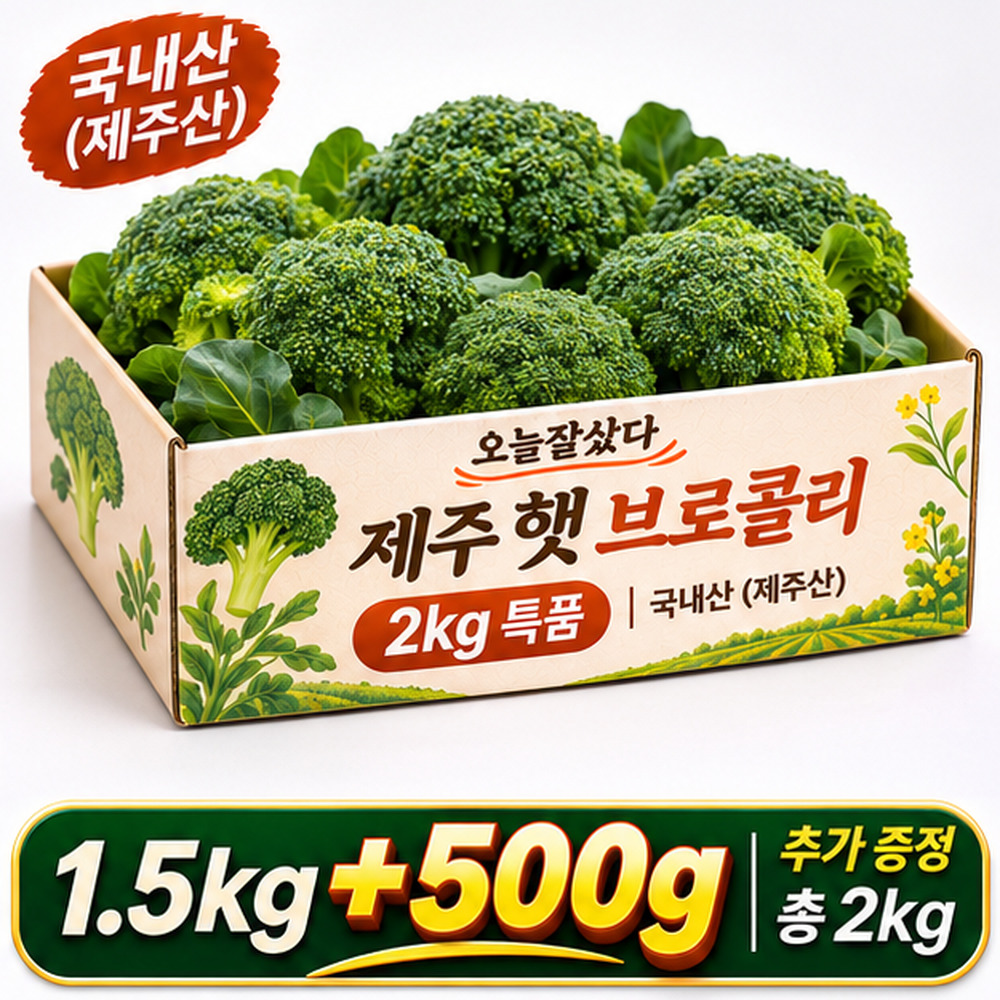 국내산
(제주산)
오늘잘샀다
제주 햇 브로콜리
2kg 특품 | 국내산 (제주산)
1.5kg+500g
추가 증정
총 2kg